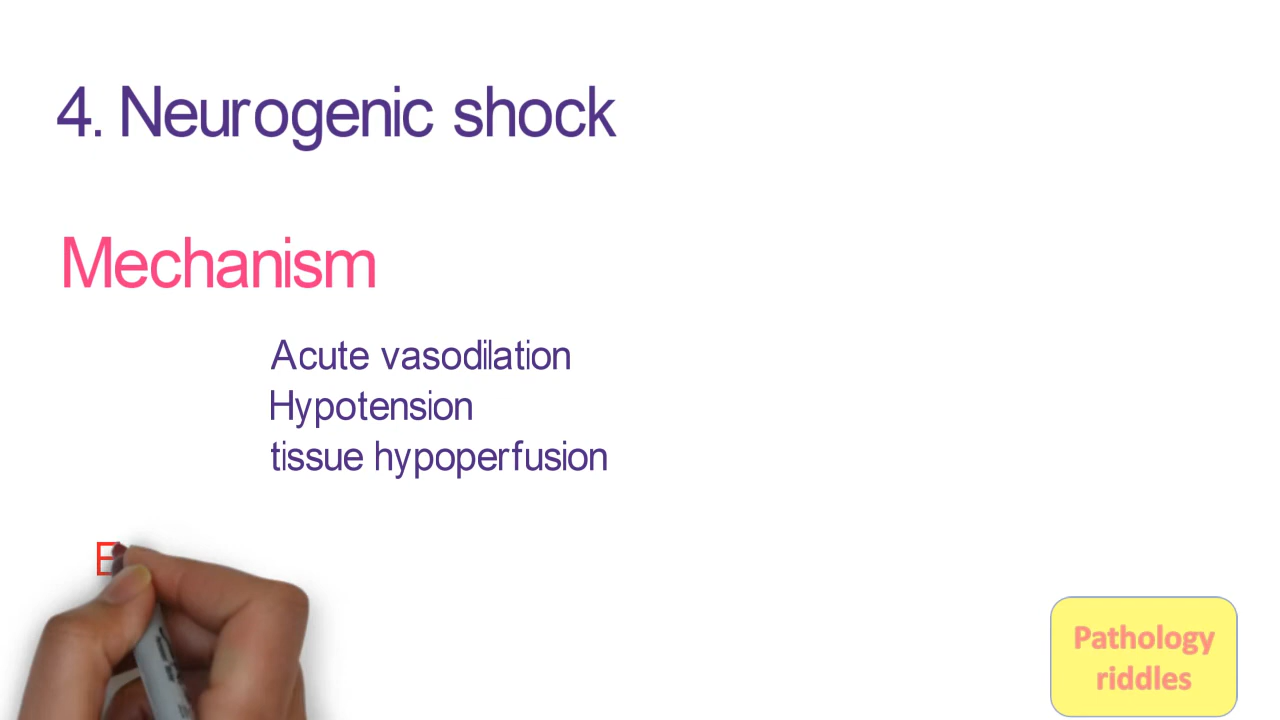 4. Neurogenic shock
Mechanism
Acute vasodilation
Hypotension
tissue hypoperfusion
E
Pathology
riddles